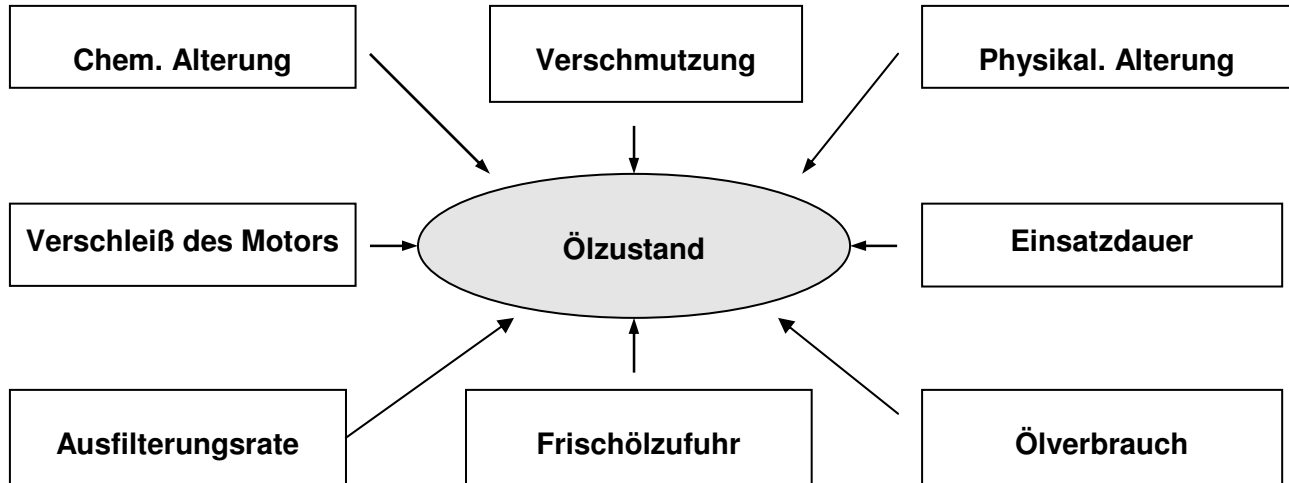 Chem. Alterung
Verschmutzung
Physikal. Alterung
Verschleiß des Motors
Ölzustand
Einsatzdauer
Ausfilterungsrate
Frischölzufuhr
Ölverbrauch